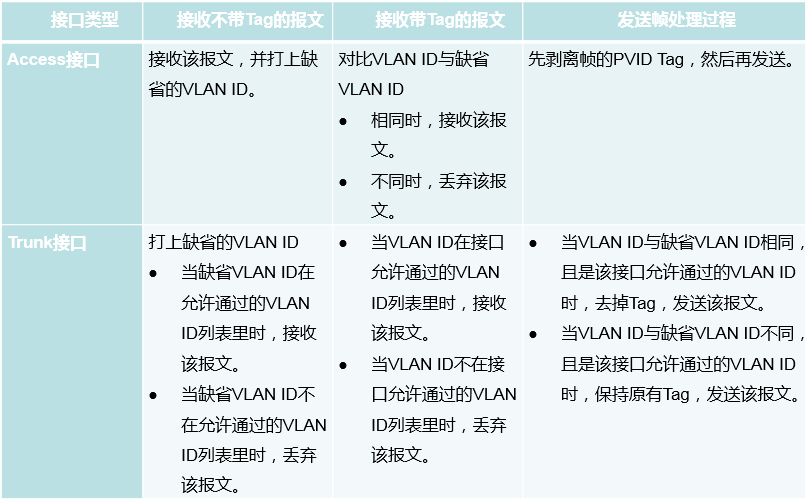 接口类型
接收不带Tag的报文
接收带Tag的报文
发送帧处理过程
Access接口
接收该报文，并打上缺
省的VLAN ID。
对比VLAN ID与缺省
VLAN ID
● 相同时，接收该报
文。
● 不同时，丢弃该报
文。
先剥离帧的PVID Tag，然后再发送。
Trunk接口
打上缺省的VLAN ID
● 当缺省VLAN ID在
允许通过的VLAN
ID列表里时，接收
该报文。
● 当缺省VLAN ID不
在允许通过的VLAN
ID列表里时，丢弃
该报文。
● 当VLAN ID在接口
允许通过的VLAN
ID列表里时，接收
该报文。
● 当VLAN ID不在接
口允许通过的VLAN
ID列表里时，丢弃
该报文。
● 当VLAN ID与缺省VLAN ID相同，
且是该接口允许通过的VLAN ID
时，去掉Tag，发送该报文。
● 当VLAN ID与缺省VLAN ID不同，
且是该接口允许通过的VLAN ID
时，保持原有Tag，发送该报文。